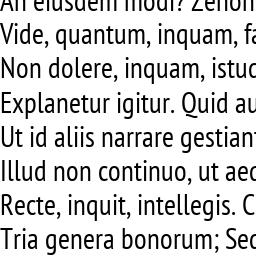 An eiusdem modi? Zenon
Vide, quantum, inquam, fa
Non dolere, inquam, istud
Explanetur igitur. Quid au
Ut id aliis narrare gestiant
Illud non continuo, ut aeq
Recte, inquit, intellegis. C
Tria genera bonorum; Sec